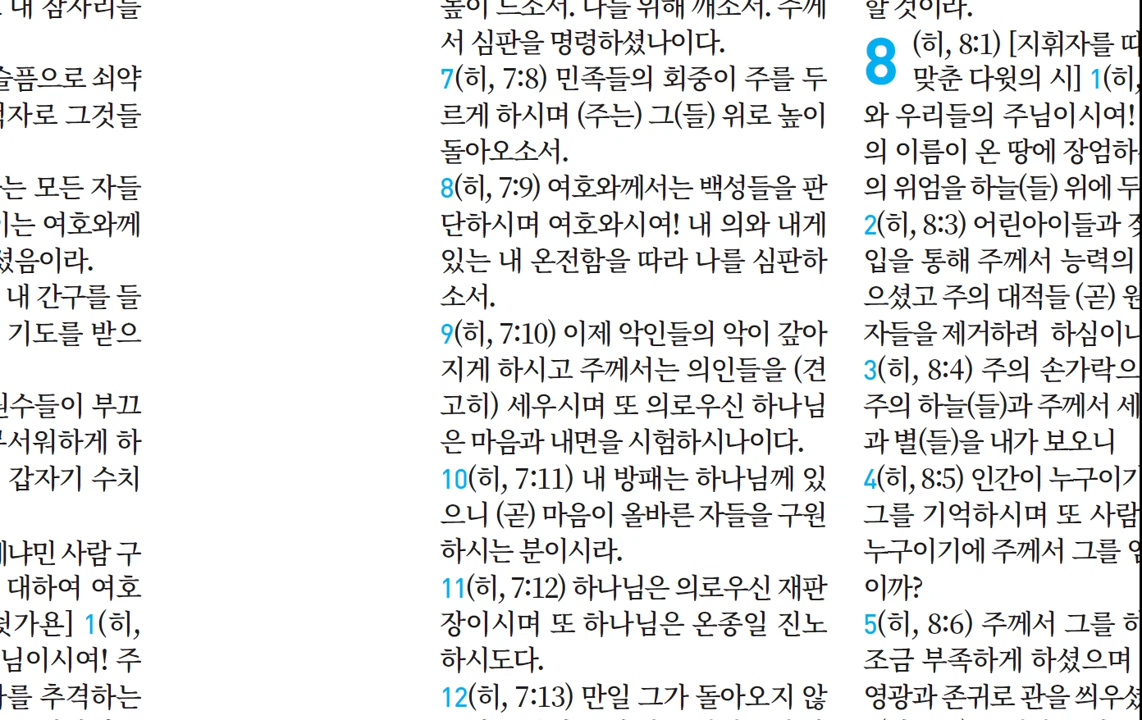 내 잠자리들
슬픔으로 쇠약
자로 그것들
는 모든 자들
이는 여호와께
셨음이라.
내 간구를 들
기도를 받으
원수들이 부끄
무서워하게 하
갑자기 수치
사람 구
대하여 여호
1(히,
님이시여! 주
를 추격하는
높이 드소서. 나를 위해 깨소서. 주께
서 심판을 명령하셨나이다.
7(히, 7:8) 민족들의 회중이 주를 두
르게 하시며 (주는) 그(들) 위로 높이
돌아오소서.
8(히, 7:9) 여호와께서는 백성들을 판
단하시며 여호와시여! 내 의와 내게
있는 내 온전함을 따라 나를 심판하
소서.
9(히, 7:10) 이제 악인들의 악이 갚아
지게 하시고 주께서는 의인들을 (견
고히) 세우시며 또 의로우신 하나님
은 마음과 내면을 시험하시나이다.
10(히, 7:11) 내 방패는 하나님께 있
으니 (곧) 마음이 올바른 자들을 구원
하시는 분이시라.
11(히, 7:12) 하나님은 의로우신 재판
장이시며 또 하나님은 온종일 진노
하시도다.
12(히, 7:13) 만일 그가 돌아오지 않
할 것이라.
8 (히, 8:1) [지휘자를 따
맞춘 다윗의 시] 1(히,
와 우리들의 주님이시여!
의 이름이 온 땅에 장엄하
의 위엄을 하늘(들) 위에 두
2(히, 8:3) 어린아이들과 젖
입을 통해 주께서 능력의
으셨고 주의 대적들 (곧) 원
자들을 제거하려 하심이니
3(히, 8:4) 주의 손가락으
주의 하늘(들)과 주께서 세
과 별(들)을 내가 보오니
4(히, 8:5) 인간이 누구이기
그를 기억하시며 또 사람
누구이기에 주께서 그를
이까?
5(히, 8:6) 주께서 그를 하
조금 부족하게 하셨으며
영광과 존귀로 관을 씌우셨